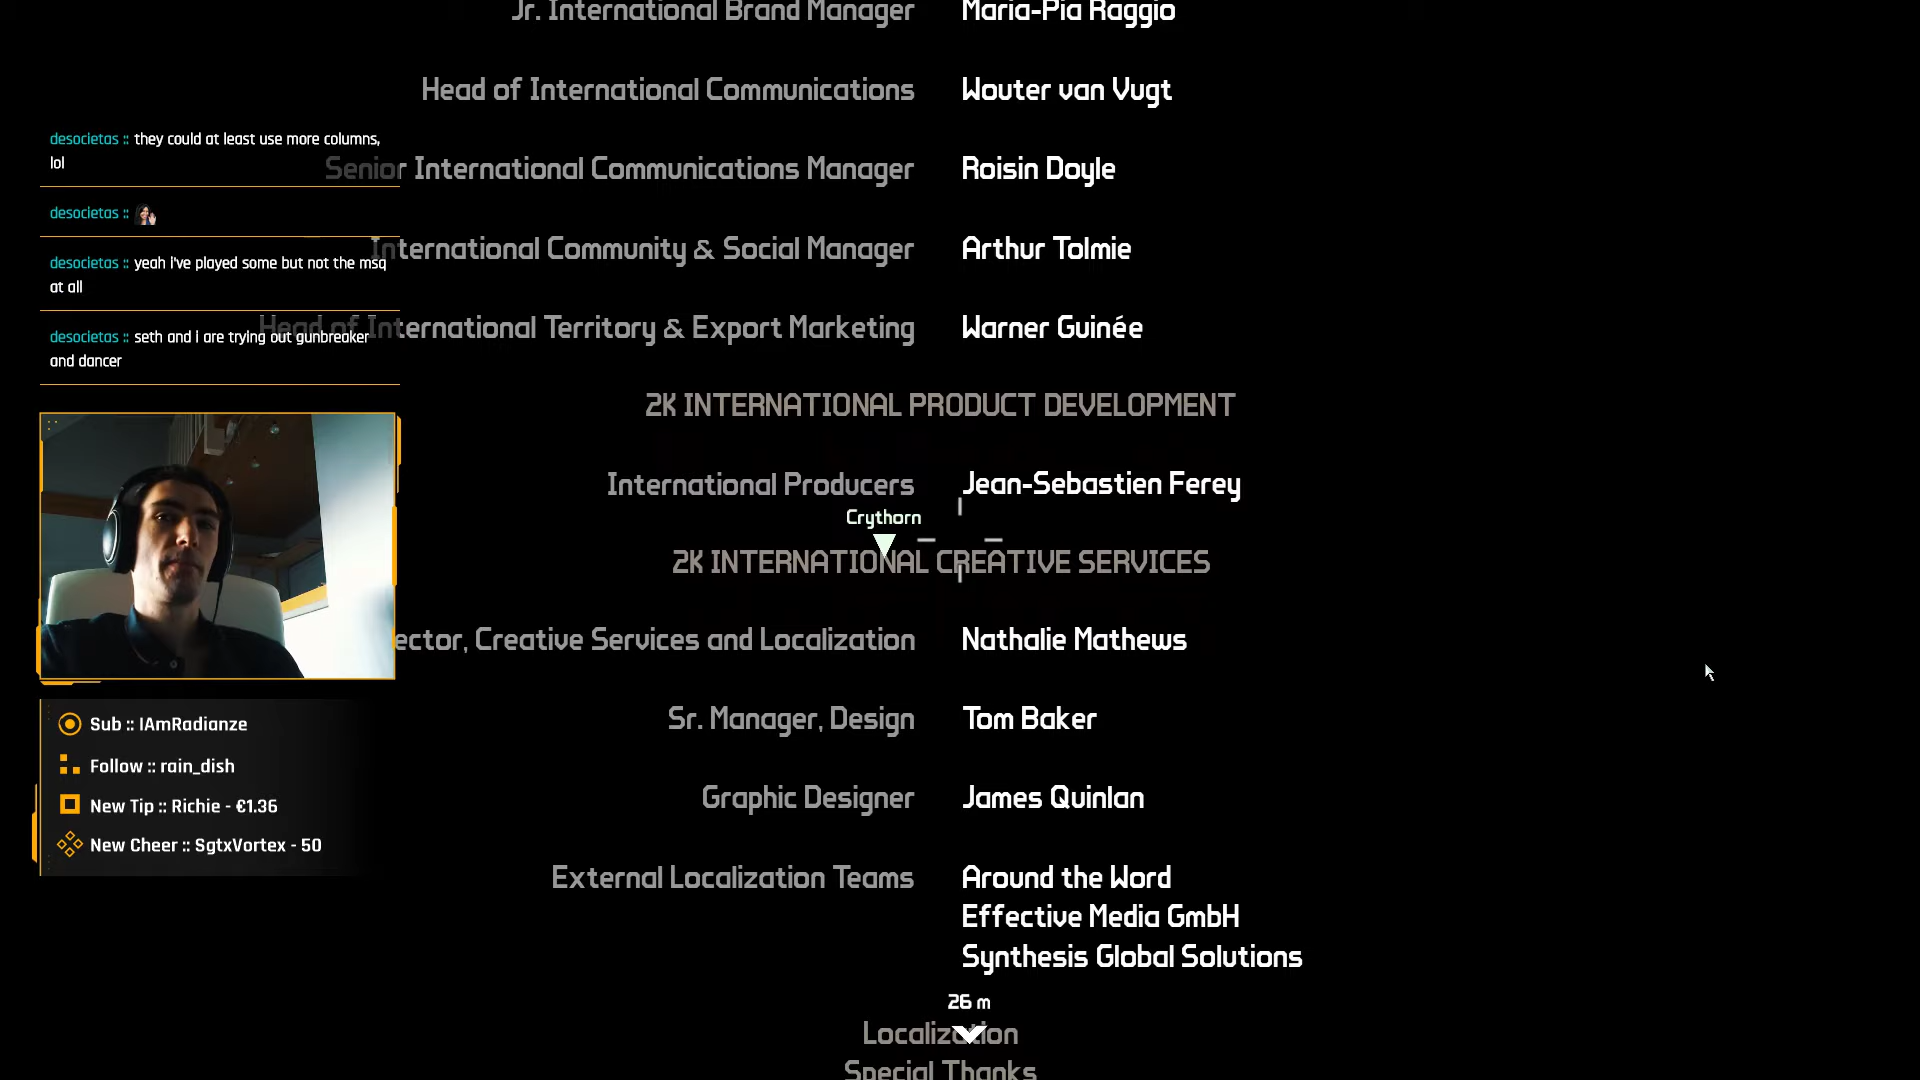 Jr. International Brand Manager Maria-Pia Raggio
Head of International Communications Wouter van Vugt
Senior International Communications Manager Roisin Doyle
International Community & Social Manager Arthur Tolmie
Head of International Territory & Export Marketing Warner Guinée
2K INTERNATIONAL PRODUCT DEVELOPMENT
International Producers Jean-Sebastien Ferey
Crythorn
2K INTERNATIONAL CREATIVE SERVICES
ector, Creative Services and Localization Nathalie Mathews
Sr. Manager, Design Tom Baker
Graphic Designer James Quinlan
External Localization Teams Around the Word
Effective Media GmbH
Synthesis Global Solutions
26 m
Localization
Special Thanks
desocietas :: they could at least use more columns,
lol
desocietas ::
desocietas :: yeah i've played some but not the msq
at all
desocietas :: seth and i are trying out gunbreaker
and dancer
Sub :: IAmRadianze
Follow :: rain_dish
New Tip :: Richie - €1.36
New Cheer :: SgtxVortex - 50